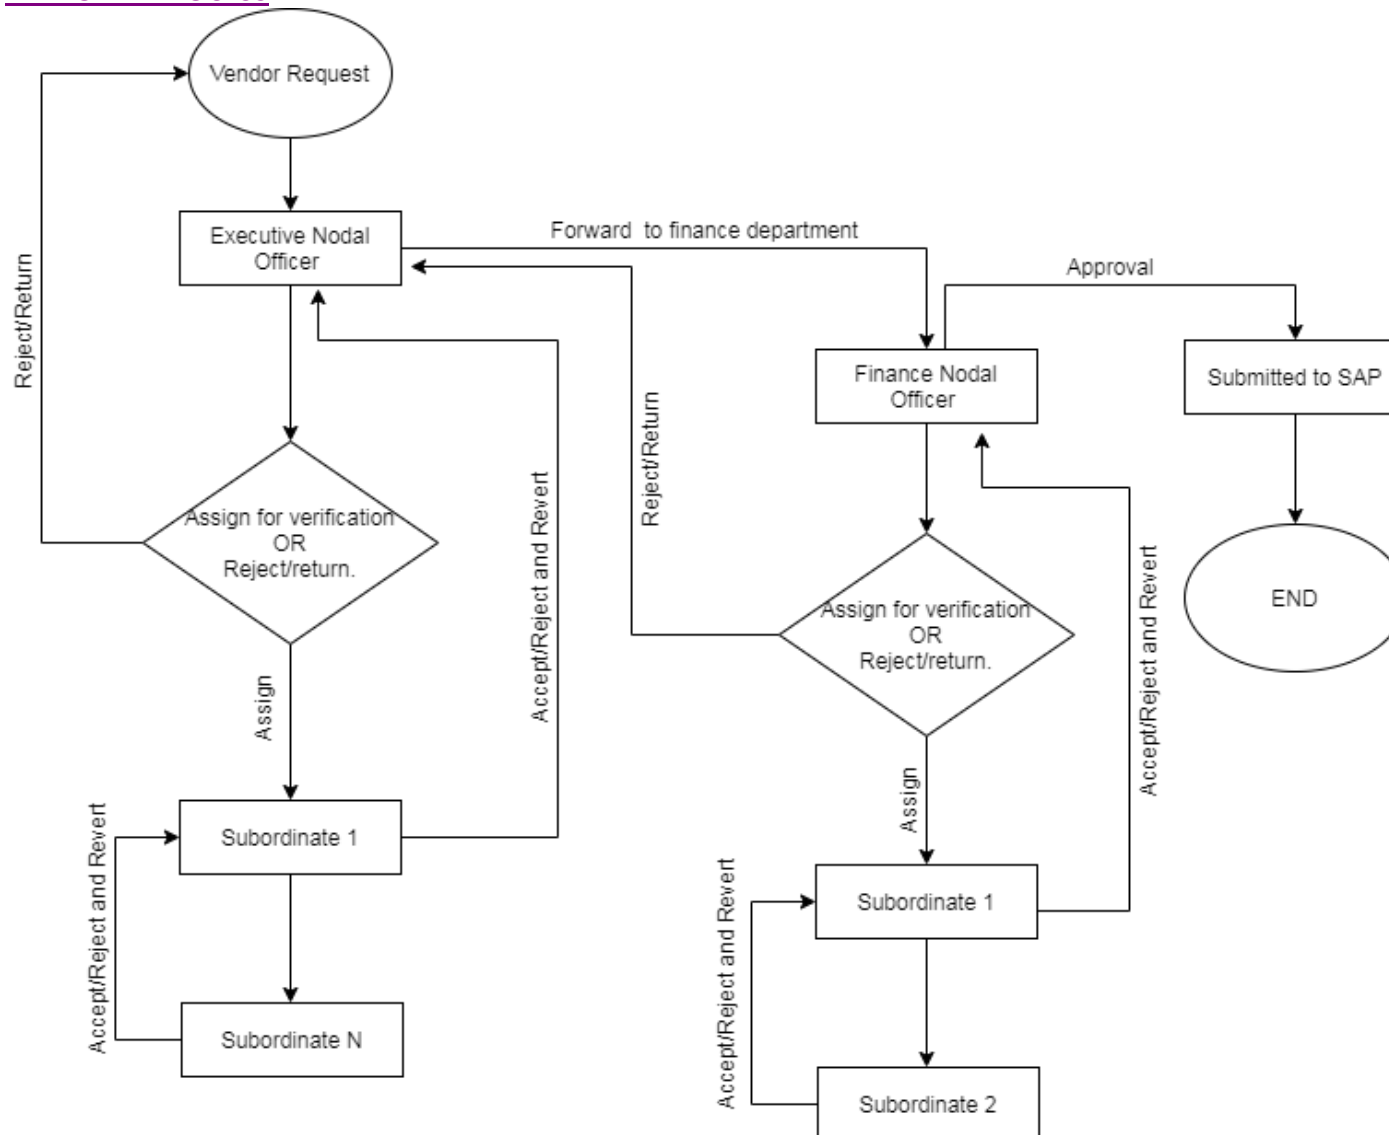 Vendor Request
Reject/Return
Executive Nodal
Officer
Forward  to finance department
Approval
Finance Nodal
Officer
Submitted to SAP
Reject/Return
Assign for verification
OR
Reject/return.
Accept/Reject and Revert
Assign for verification
OR
Reject/return.
Accept/Reject and Revert
END
Assign
Assign
Subordinate 1
Accept/Reject and Revert
Subordinate 1
Accept/Reject and Revert
Subordinate N
Subordinate 2